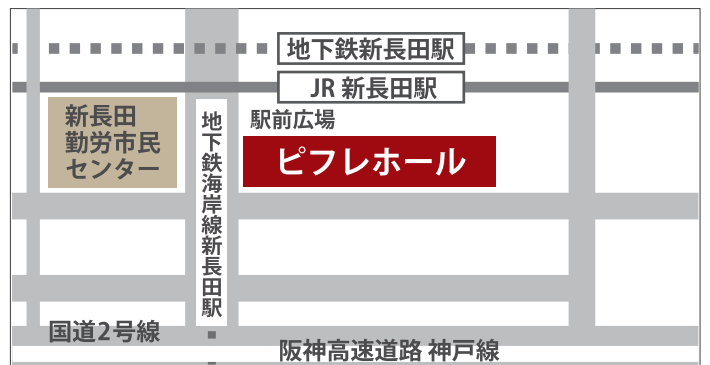 地下鉄新長田駅
JR 新長田駅
新長田
勤労市民
センター
地下鉄海岸線新長田駅
駅前広場
ピフレホール
国道2号線
阪神高速道路 神戸線